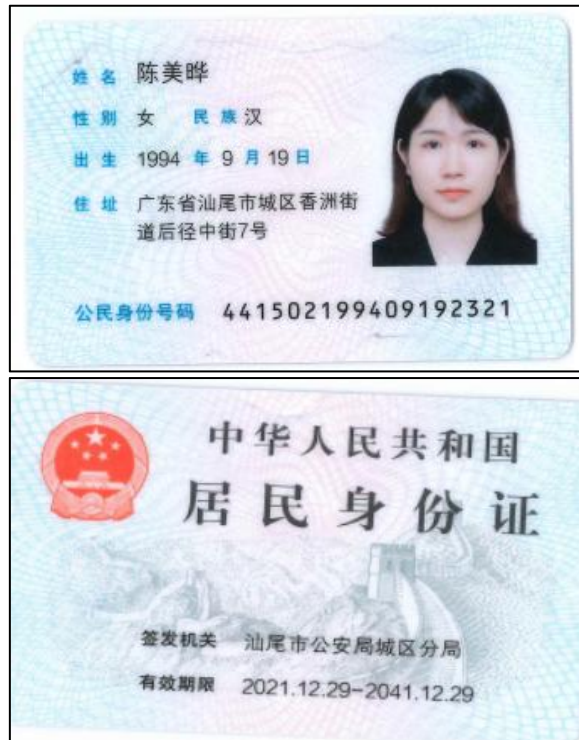 姓名 陈美晔
性别 女 民族 汉
出生 1994 年 9 月 19 日
住址 广东省汕尾市城区香洲街
道后径中街7号
公民身份号码 441502199409192321
中华人民共和国
居民身份证
签发机关 汕尾市公安局城区分局
有效期限 2021.12.29-2041.12.29